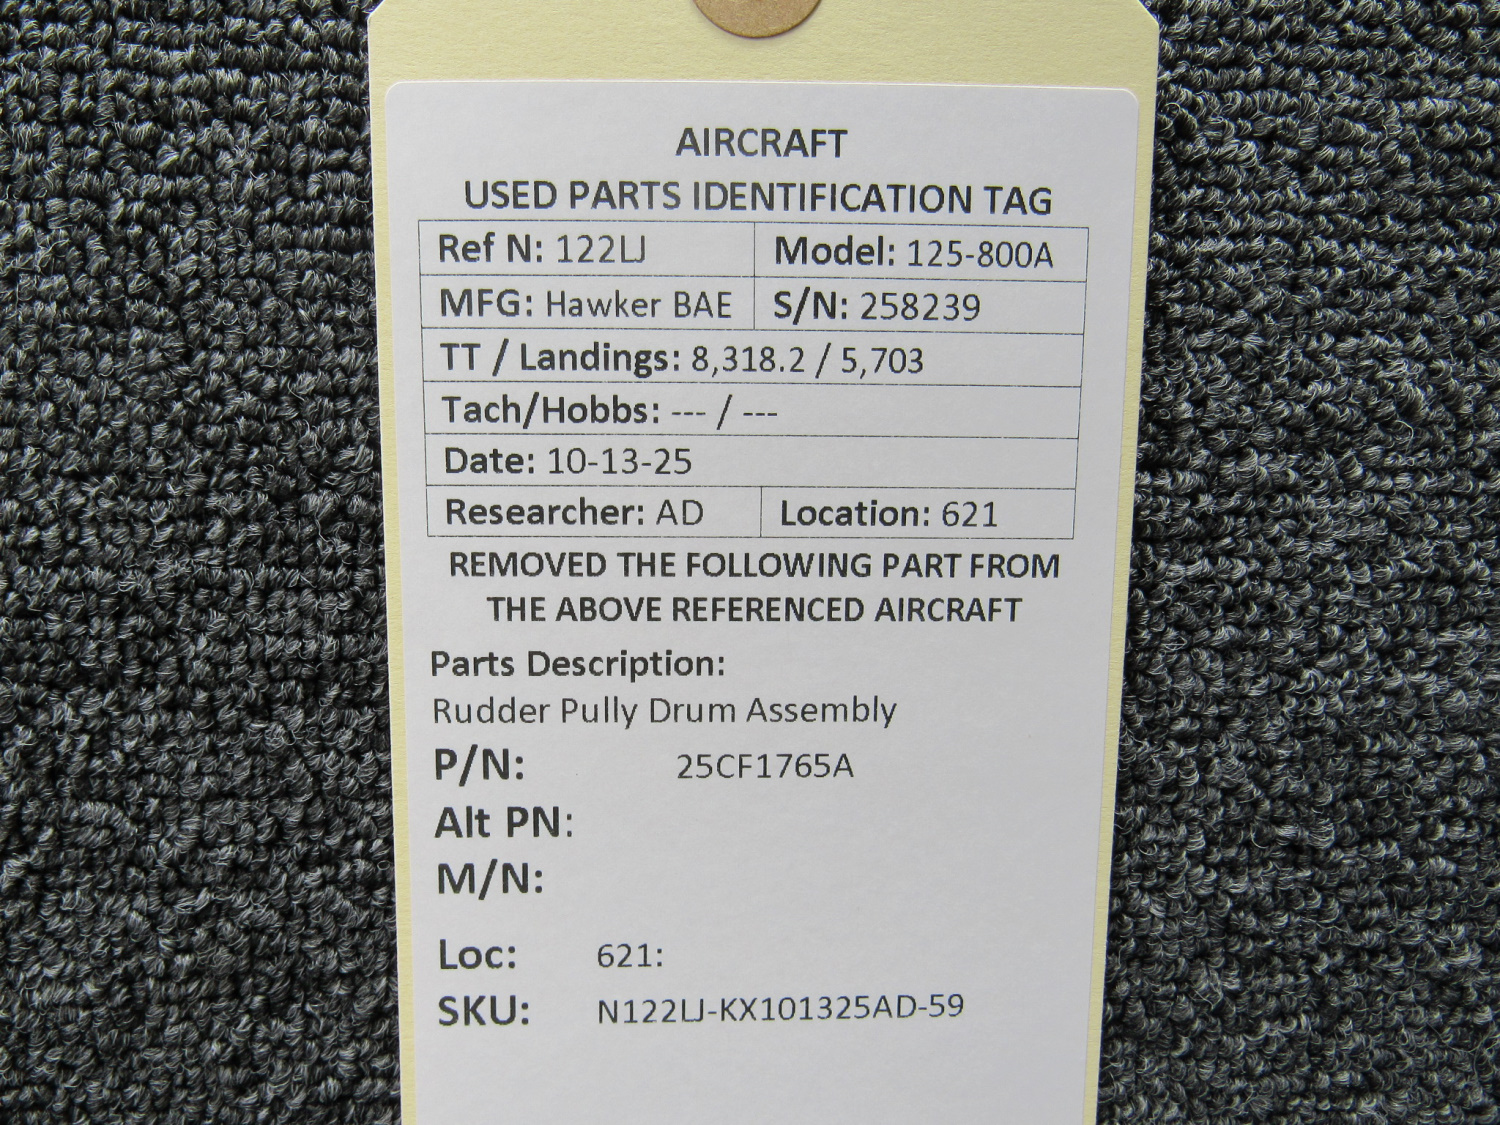 AIRCRAFT
USED PARTS IDENTIFICATION TAG
Ref N: 122LJ Model: 125-800A
MFG: Hawker BAE S/N: 258239
TT / Landings: 8,318.2 / 5,703
Tach/Hobbs: --- / ---
Date: 10-13-25
Researcher: AD Location: 621
REMOVED THE FOLLOWING PART FROM
THE ABOVE REFERENCED AIRCRAFT
Parts Description:
Rudder Pully Drum Assembly
P/N: 25CF1765A
Alt PN:
M/N:
Loc: 621:
SKU: N122LJ-KX101325AD-59